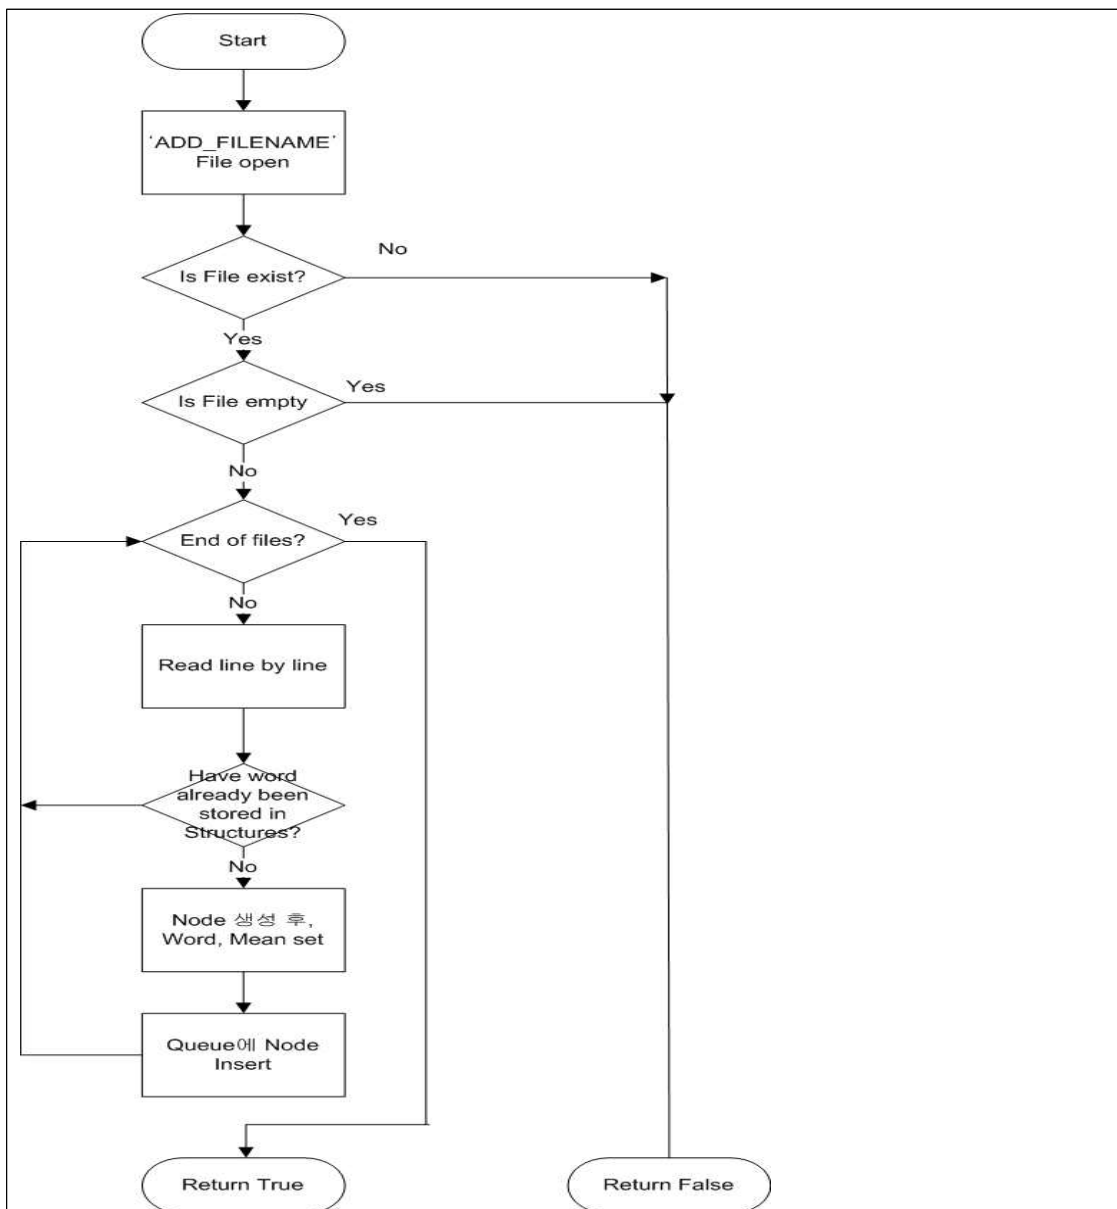 Start
'ADD_FILENAME'
File open
No
Is File exist?
Yes
Yes
Is File empty
No
Yes
End of files?
No
Read line by line
Have word
already been
stored in
Structures?
No
Node 생성 후,
Word, Mean set
Queue에 Node
Insert
Return True
Return False